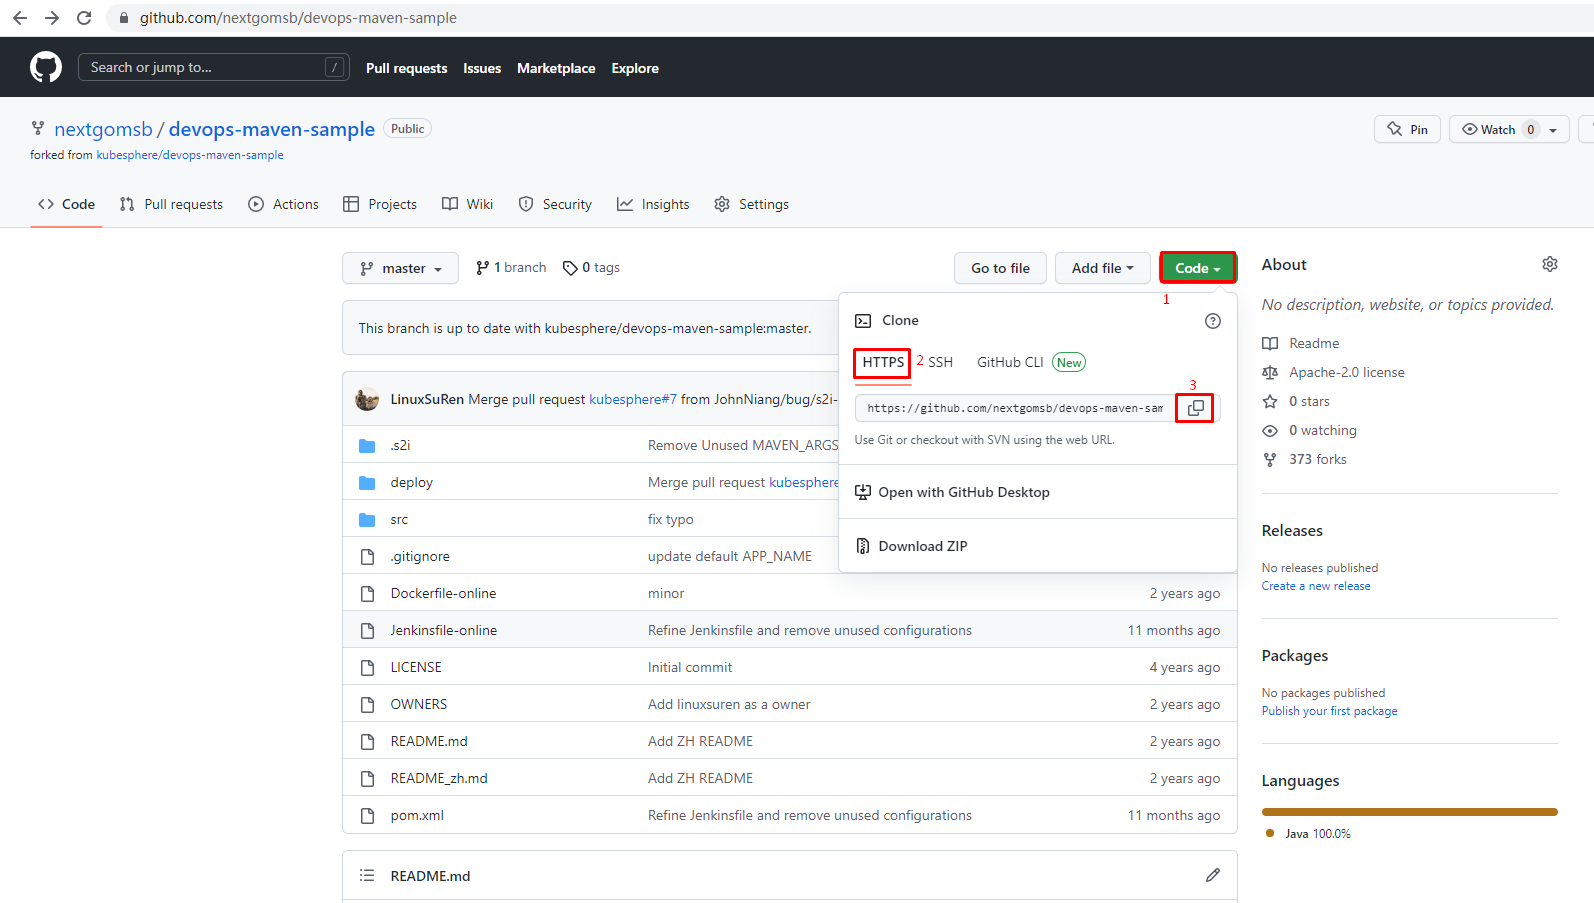 github.com/nextgomsb/devops-maven-sample
Search or jump to... /
Pull requests Issues Marketplace Explore
nextgomsb / devops-maven-sample Public
Pin Watch 0
forked from kubesphere/devops-maven-sample
Code Pull requests Actions Projects Wiki Security Insights Settings
master 1 branch 0 tags Go to file Add file Code
1
This branch is up to date with kubesphere/devops-maven-sample:master.
Clone
HTTPS 2 SSH GitHub CLI New
3
https://github.com/nextgomsb/devops-maven-sam
Use Git or checkout with SVN using the web URL.
Open with GitHub Desktop
Download ZIP
LinuxSuRen Merge pull request kubesphere#7 from JohnNiang/bug/s2i-
.s2i Remove Unused MAVEN_ARGS
deploy Merge pull request kubesphere
src fix typo
.gitignore update default APP_NAME
Dockerfile-online minor 2 years ago
Jenkinsfile-online Refine Jenkinsfile and remove unused configurations 11 months ago
LICENSE Initial commit 4 years ago
OWNERS Add linuxsuren as a owner 2 years ago
README.md Add ZH README 2 years ago
README_zh.md Add ZH README 2 years ago
pom.xml Refine Jenkinsfile and remove unused configurations 11 months ago
README.md
About
No description, website, or topics provided.
Readme
Apache-2.0 license
0 stars
0 watching
373 forks
Releases
No releases published
Create a new release
Packages
No packages published
Publish your first package
Languages
Java 100.0%